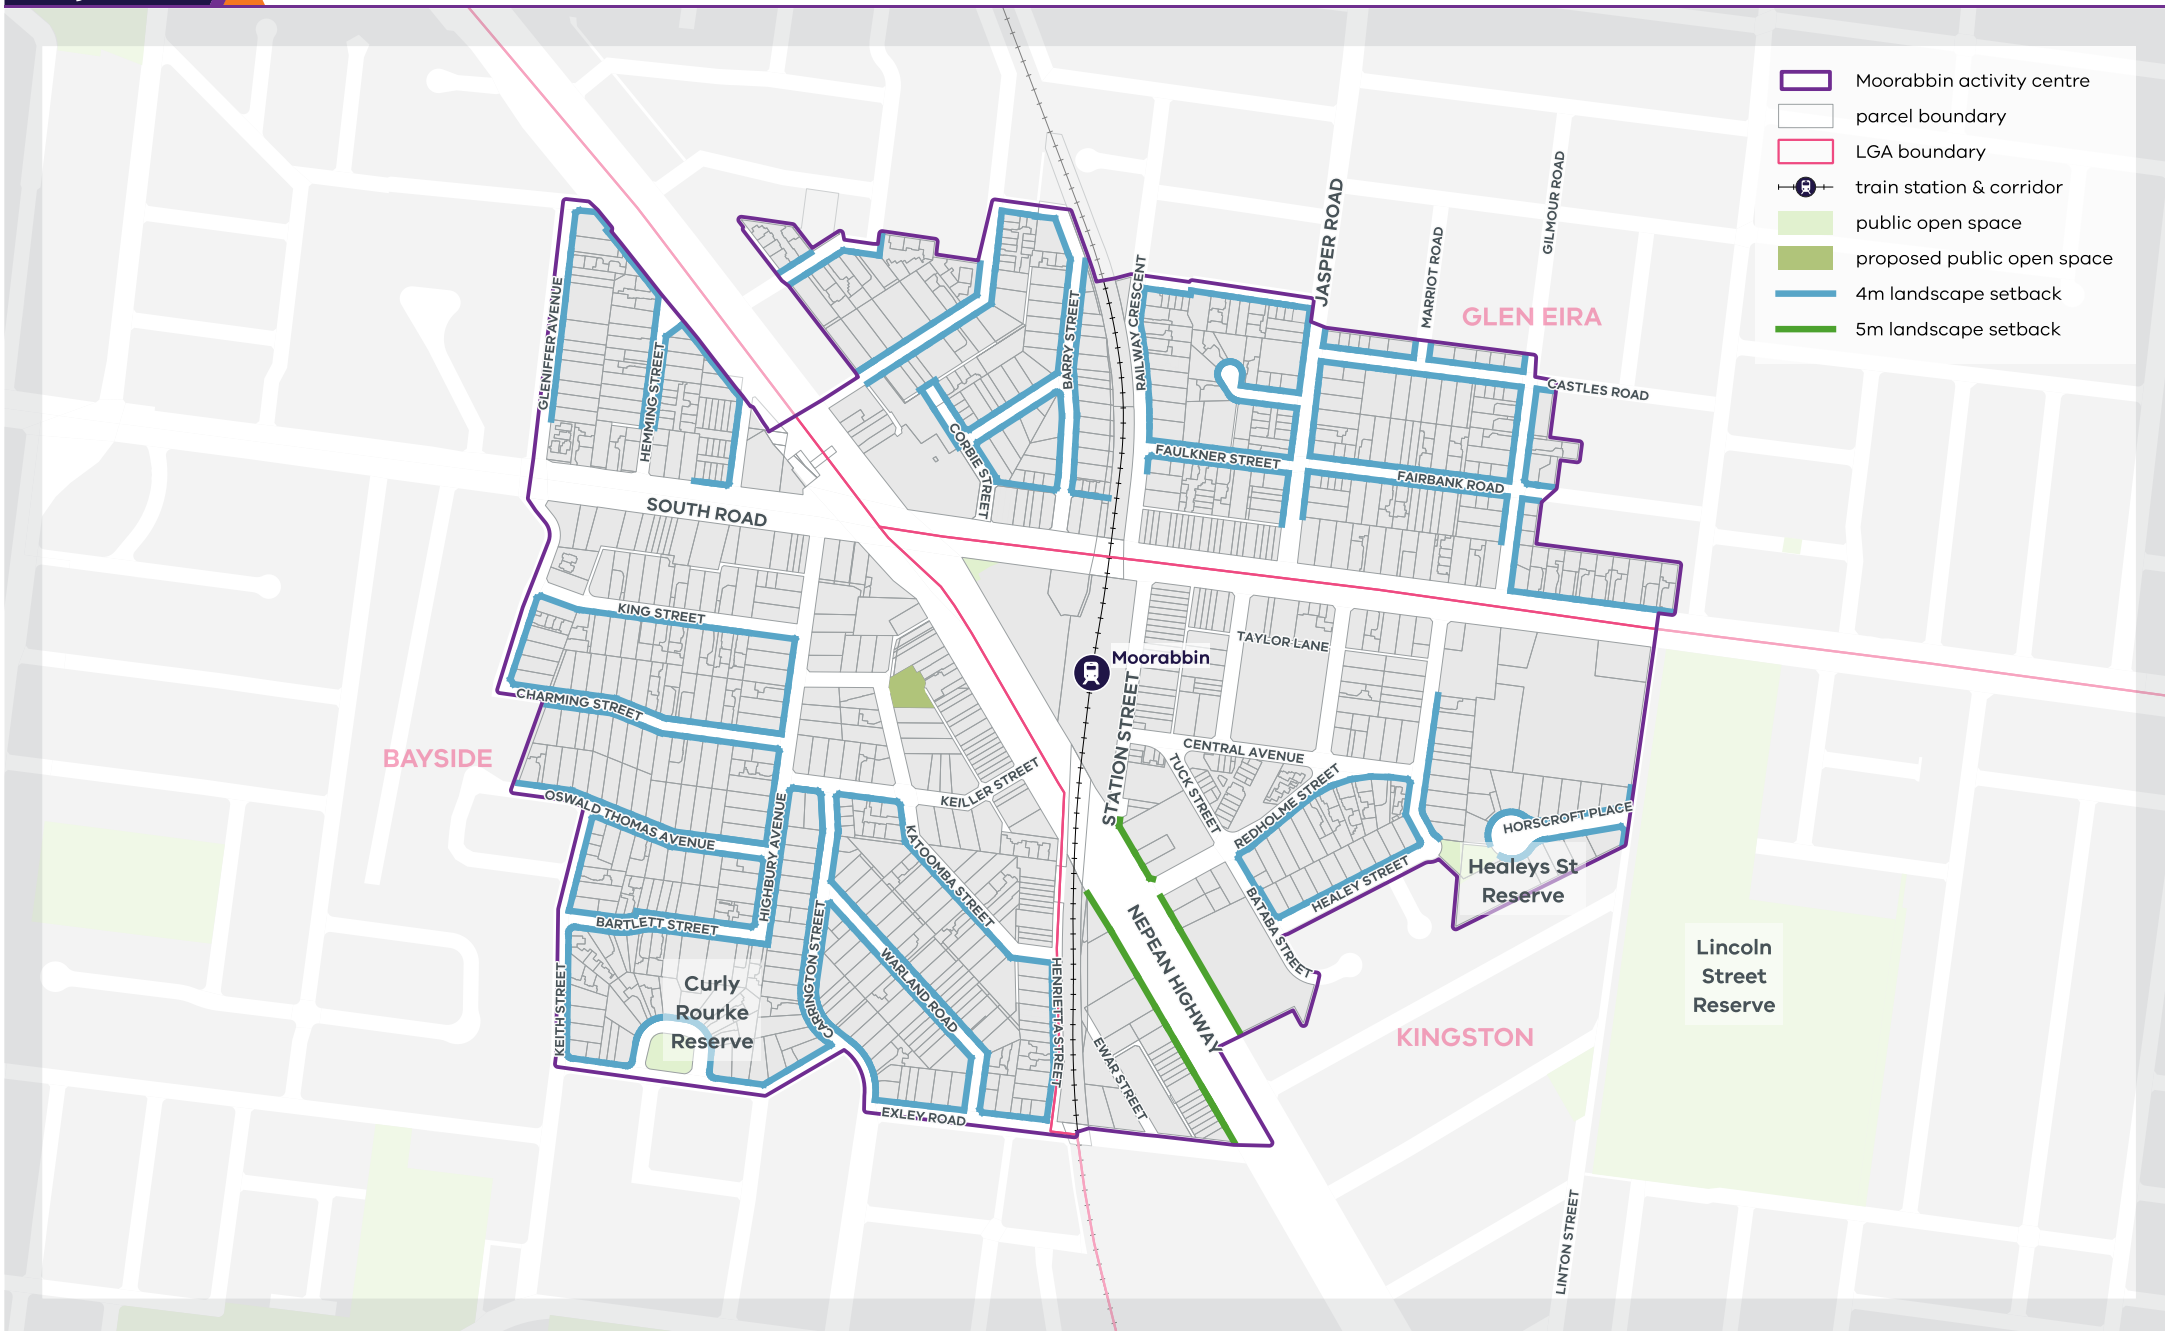 Moorabbin activity centre
parcel boundary
LGA boundary
train station & corridor
public open space
proposed public open space
4m landscape setback
5m landscape setback
GILMOUR ROAD
JASPER ROAD
MARRIOT ROAD
GLEN EIRA
RAILWAY CRESCENT
BARRY STREET
GLENIFFER AVENUE
HEMMING STREET
CASTLES ROAD
CORBIE STREET
FAULKNER STREET
FAIRBANK ROAD
SOUTH ROAD
KING STREET
TAYLOR LANE
Moorabbin
CHARMING STREET
STATION STREET
BAYSIDE
CENTRAL AVENUE
TUCK STREET
KEILLER STREET
REDHOLME STREET
OSWALD THOMAS AVENUE
HORSCROFT PLACE
HIGHBURY AVENUE
KATOOMBA STREET
Healeys St
Reserve
HEALEY STREET
BATABA STREET
BARTLETT STREET
CARRINGTON STREET
WARLAND ROAD
NEPEAN HIGHWAY
Lincoln
Street
Reserve
KEITH STREET
Curly
Rourke
Reserve
HENRIETTA STREET
KINGSTON
EWAR STREET
EXLEY ROAD
LINTON STREET